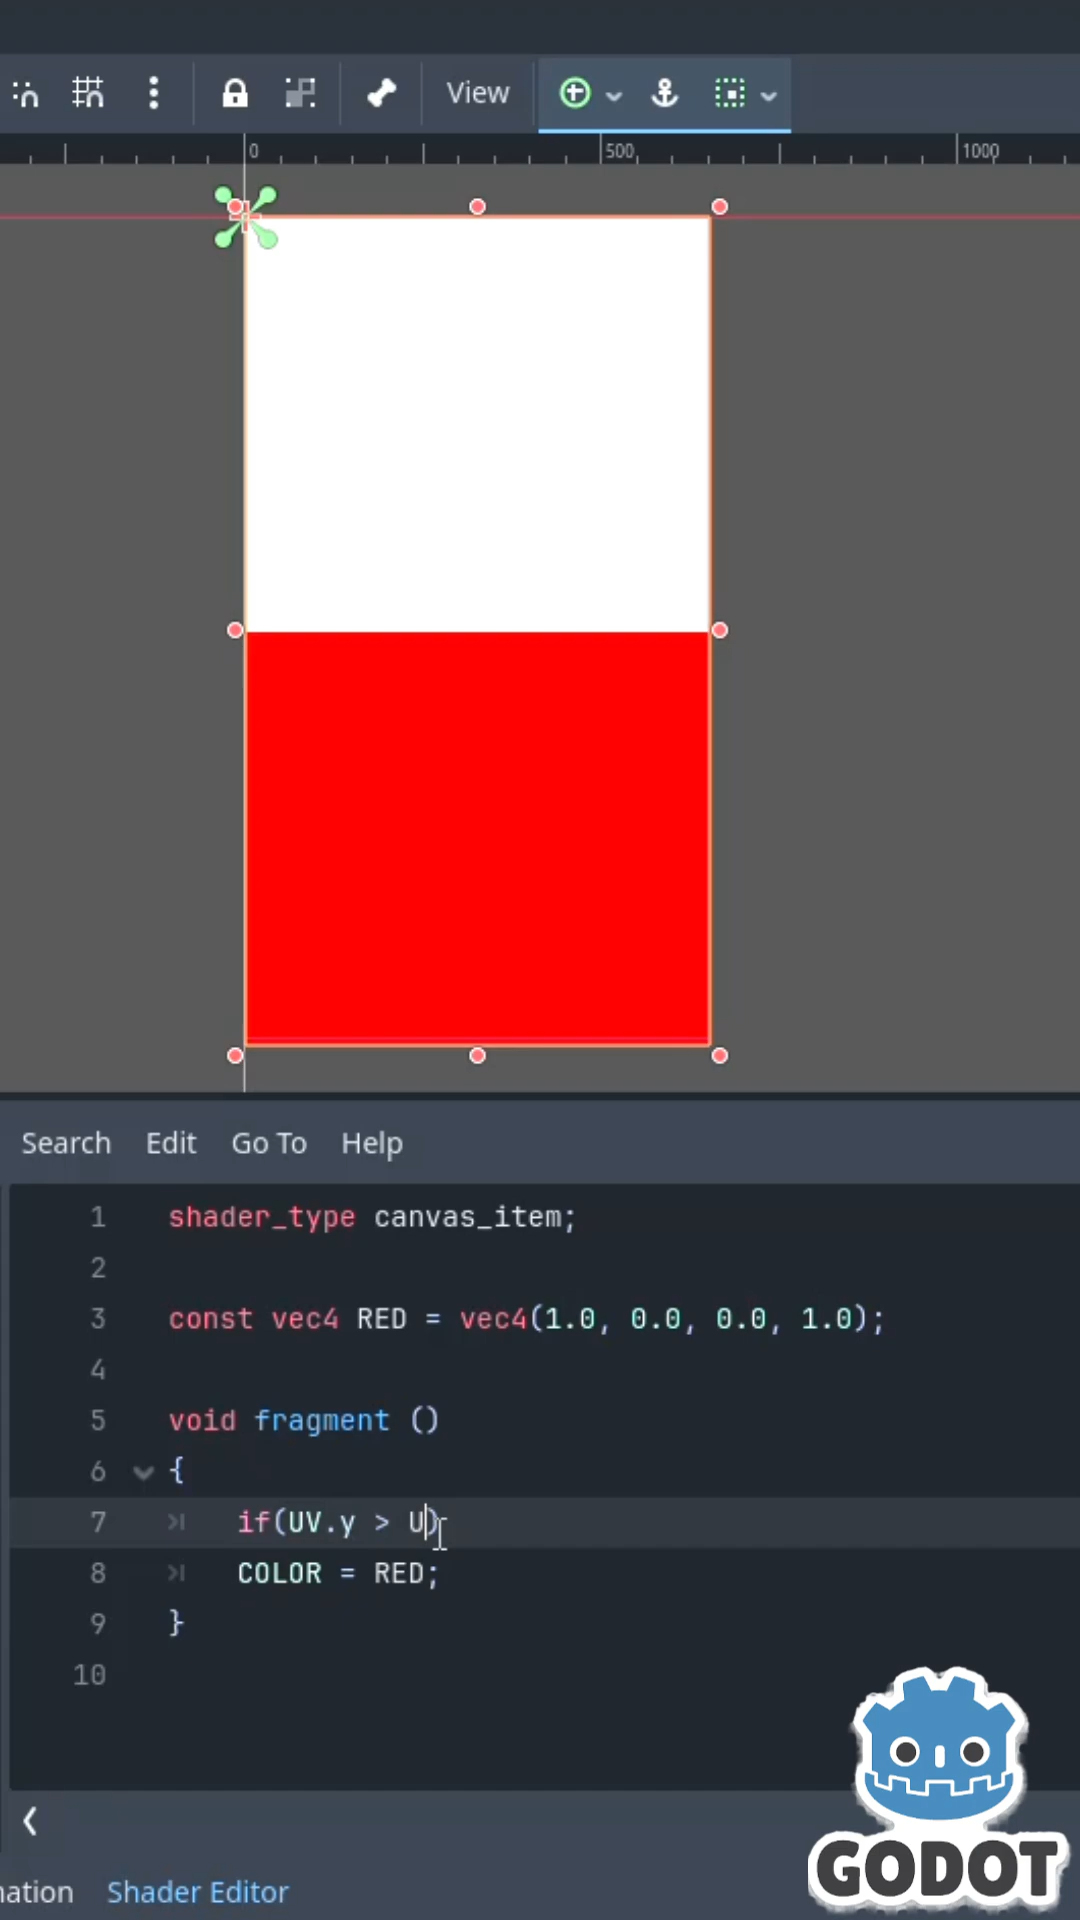 View
0 500 1000
Search Edit Go To Help
1 shader_type canvas_item;
2
3 const vec4 RED = vec4(1.0, 0.0, 0.0, 1.0);
4
5 void fragment ()
6 {
7 if(UV.y > U)
8 COLOR = RED;
9 }
10
nation Shader Editor
GODOT